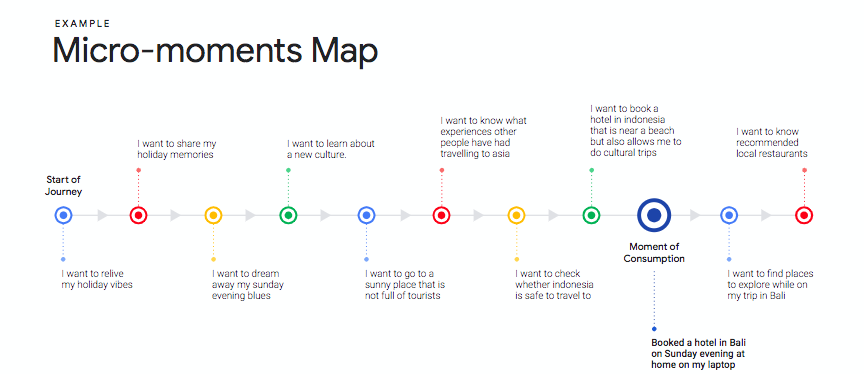 EXAMPLE
Micro-moments Map
Start of
Journey
I want to relive
my holiday vibes
I want to share my
holiday memories
I want to dream
away my sunday
evening blues
I want to learn about
a new culture.
I want to go to a
sunny place that is
not full of tourists
I want to know what
experiences other
people have had
travelling to asia
I want to check
whether indonesia
is safe to travel to
I want to book a
hotel in indonesia
that is near a beach
but also allows me to
do cultural trips
Moment of
Consumption
Booked a hotel in Bali
on Sunday evening at
home on my laptop
I want to find places
to explore while on
my trip in Bali
I want to know
recommended
local restaurants